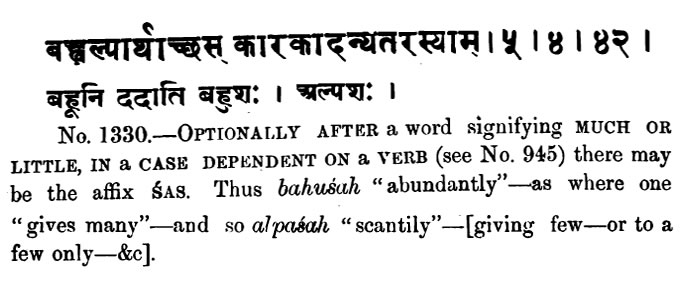 बह्वल्पार्थाच्छस् कारकादन्यतरस्याम् । ५ । ४ । ४२ ।
बहूनि ददाति बहुशः । अल्पशः ।
No. 1330.—OPTIONALLY AFTER a word signifying MUCH OR
LITTLE, IN a CASE DEPENDENT ON a VERB (see No. 945) there may
be the affix ŚAS. Thus bahuśah “abundantly”—as where one
“gives many”—and so alpaśah “scantily”—[giving few—or to a
few only—&c].